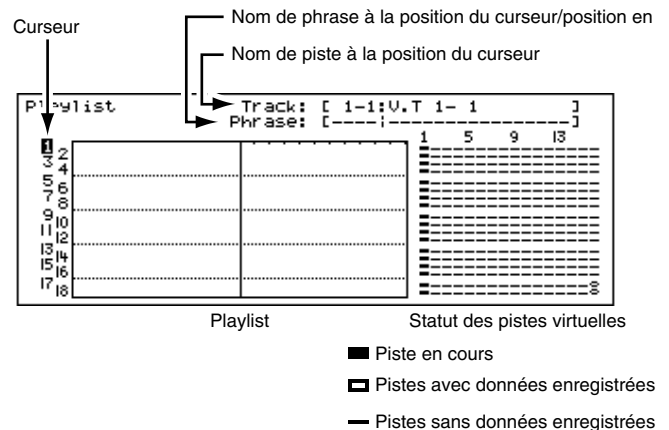 Nom de phrase à la position du curseur/position en
Curseur
Nom de piste à la position du curseur
Playlist Track: [ 1-1:V.T 1- 1 ]
Phrase: [----¦----------------]
1 5 9 13
1
2
3
4
5
6
7
8
9
10
11
12
13
14
15
16
17
18
Playlist
Statut des pistes virtuelles
Piste en cours
Pistes avec données enregistrées
Pistes sans données enregistrées